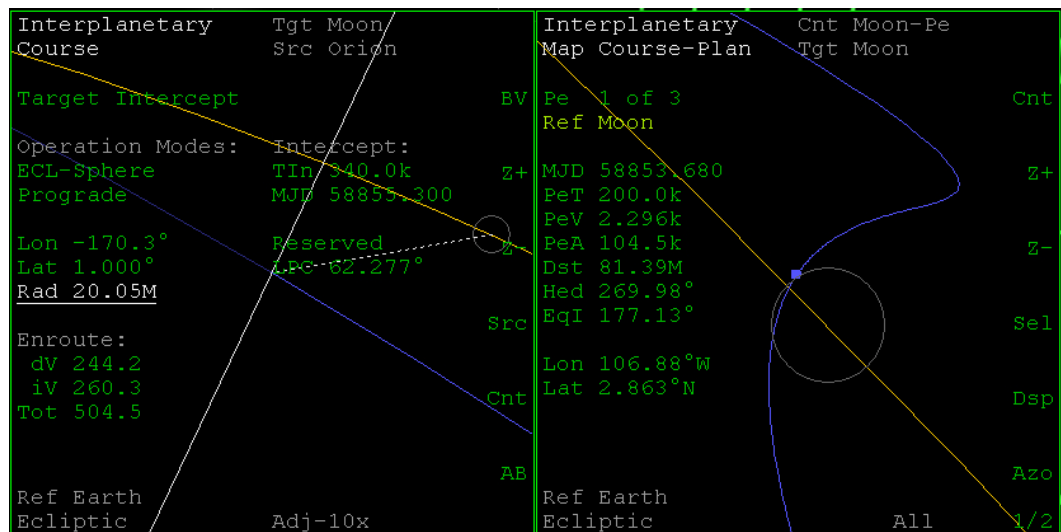 Interplanetary Tgt Moon
Course Src Orion
Target Intercept BV
Operation Modes: Intercept:
ECL-Sphere TIn 340.0k Z+
Prograde MJD 58855.300
Lon -170.3° Reserved Z-
Lat 1.000° LPC 62.277°
Rad 20.05M
Src
Enroute:
dV 244.2
iV 260.3 Cnt
Tot 504.5
AB
Ref Earth
Ecliptic Adj-10x
Interplanetary Cnt Moon-Pe
Map Course-Plan Tgt Moon
Pe 1 of 3 Cnt
Ref Moon
MJD 58853.680 Z+
PeT 200.0k
PeV 2.296k
PeA 104.5k Z-
Dst 81.39M
Hed 269.98°
EqI 177.13° Sel
Lon 106.88°W
Lat 2.863°N Dsp
Azo
Ref Earth
Ecliptic All 1/2